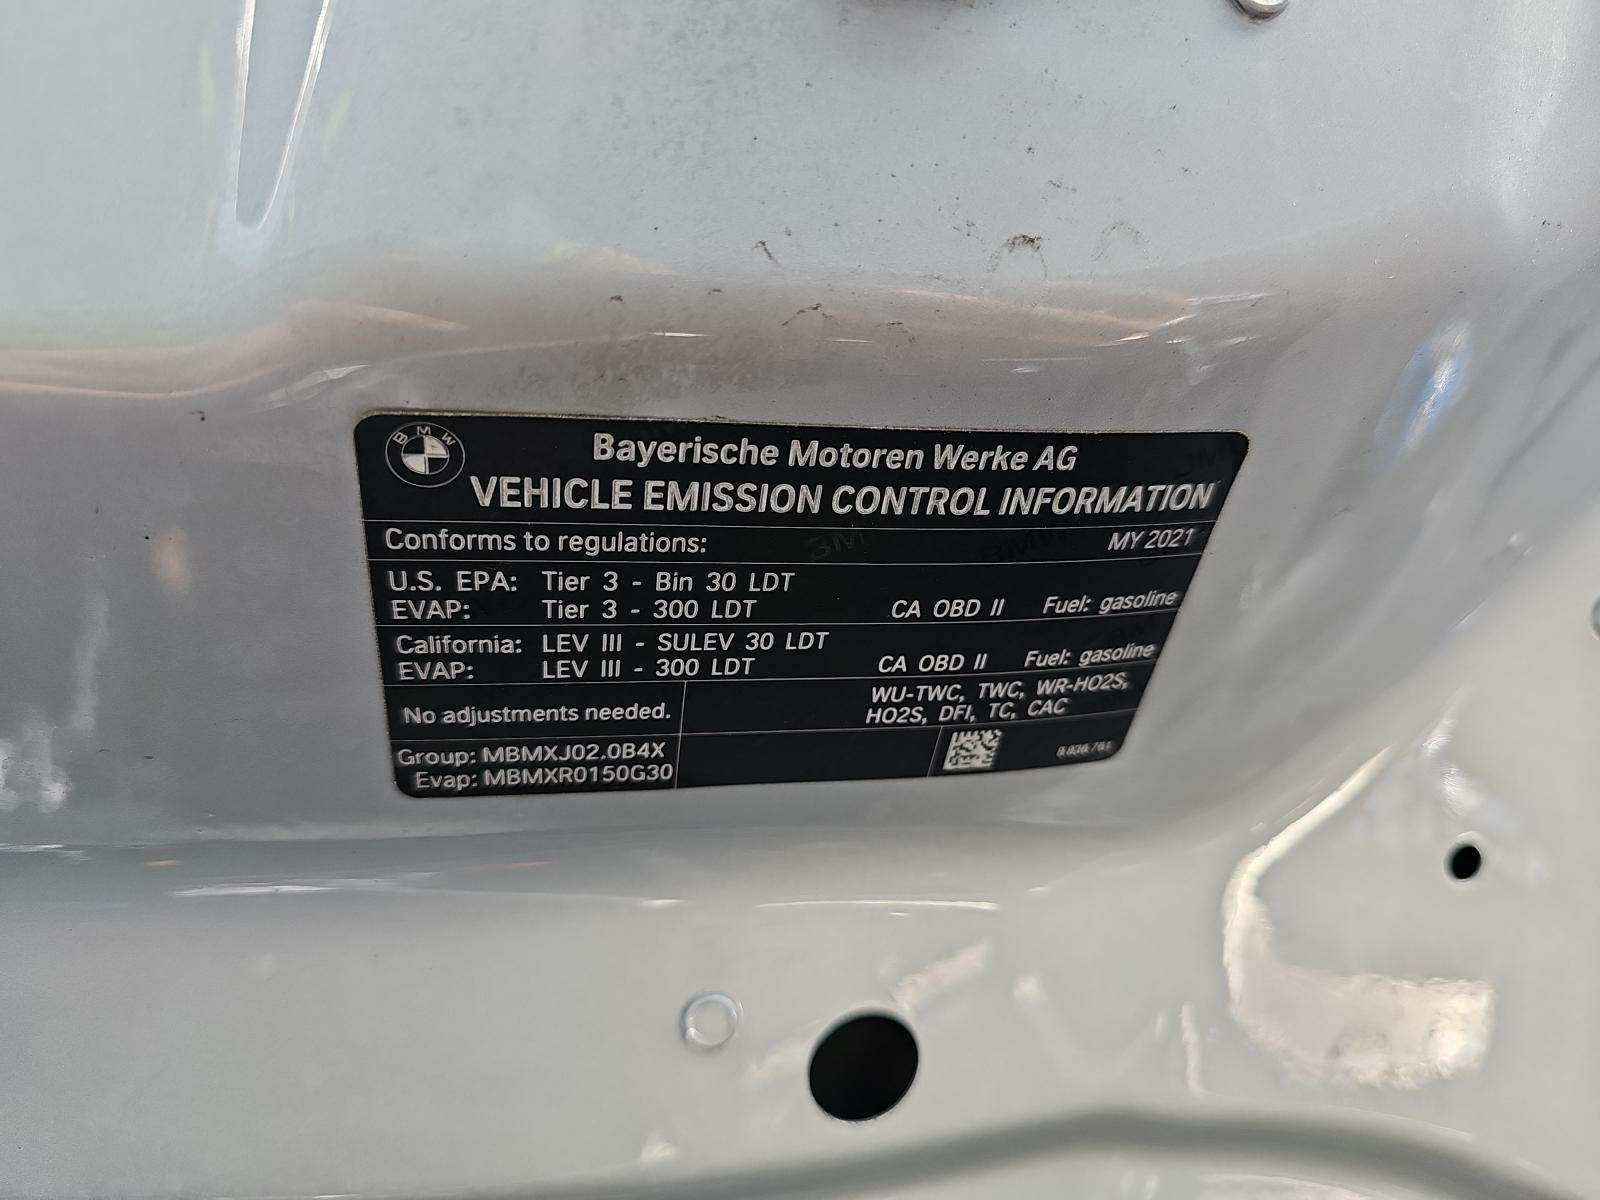 BMW
Bayerische Motoren Werke AG
VEHICLE EMISSION CONTROL INFORMATION
Conforms to regulations: MY 2021
U.S. EPA: Tier 3 - Bin 30 LDT
EVAP: Tier 3 - 300 LDT CA OBD II Fuel: gasoline
California: LEV III - SULEV 30 LDT
EVAP: LEV III - 300 LDT CA OBD II Fuel: gasoline
No adjustments needed. WU-TWC, TWC, WR-HO2S,
HO2S, DFI, TC, CAC
Group: MBMXJ02.0B4X
Evap: MBMXR0150G30